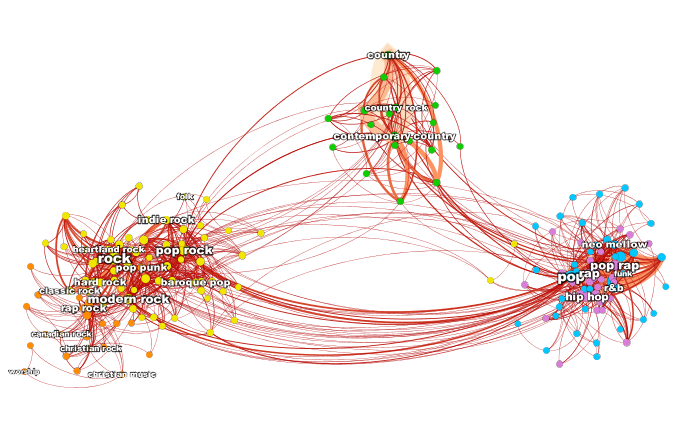 country
country rock
contemporary country
folk
indie rock
heartland rock
pop rock
rock
pop punk
hard rock
baroque pop
classic rock
modern rock
rap rock
canadian rock
christian rock
worship
christian music
neo mellow
pop rap
pop
rap
funk
r&b
hip hop